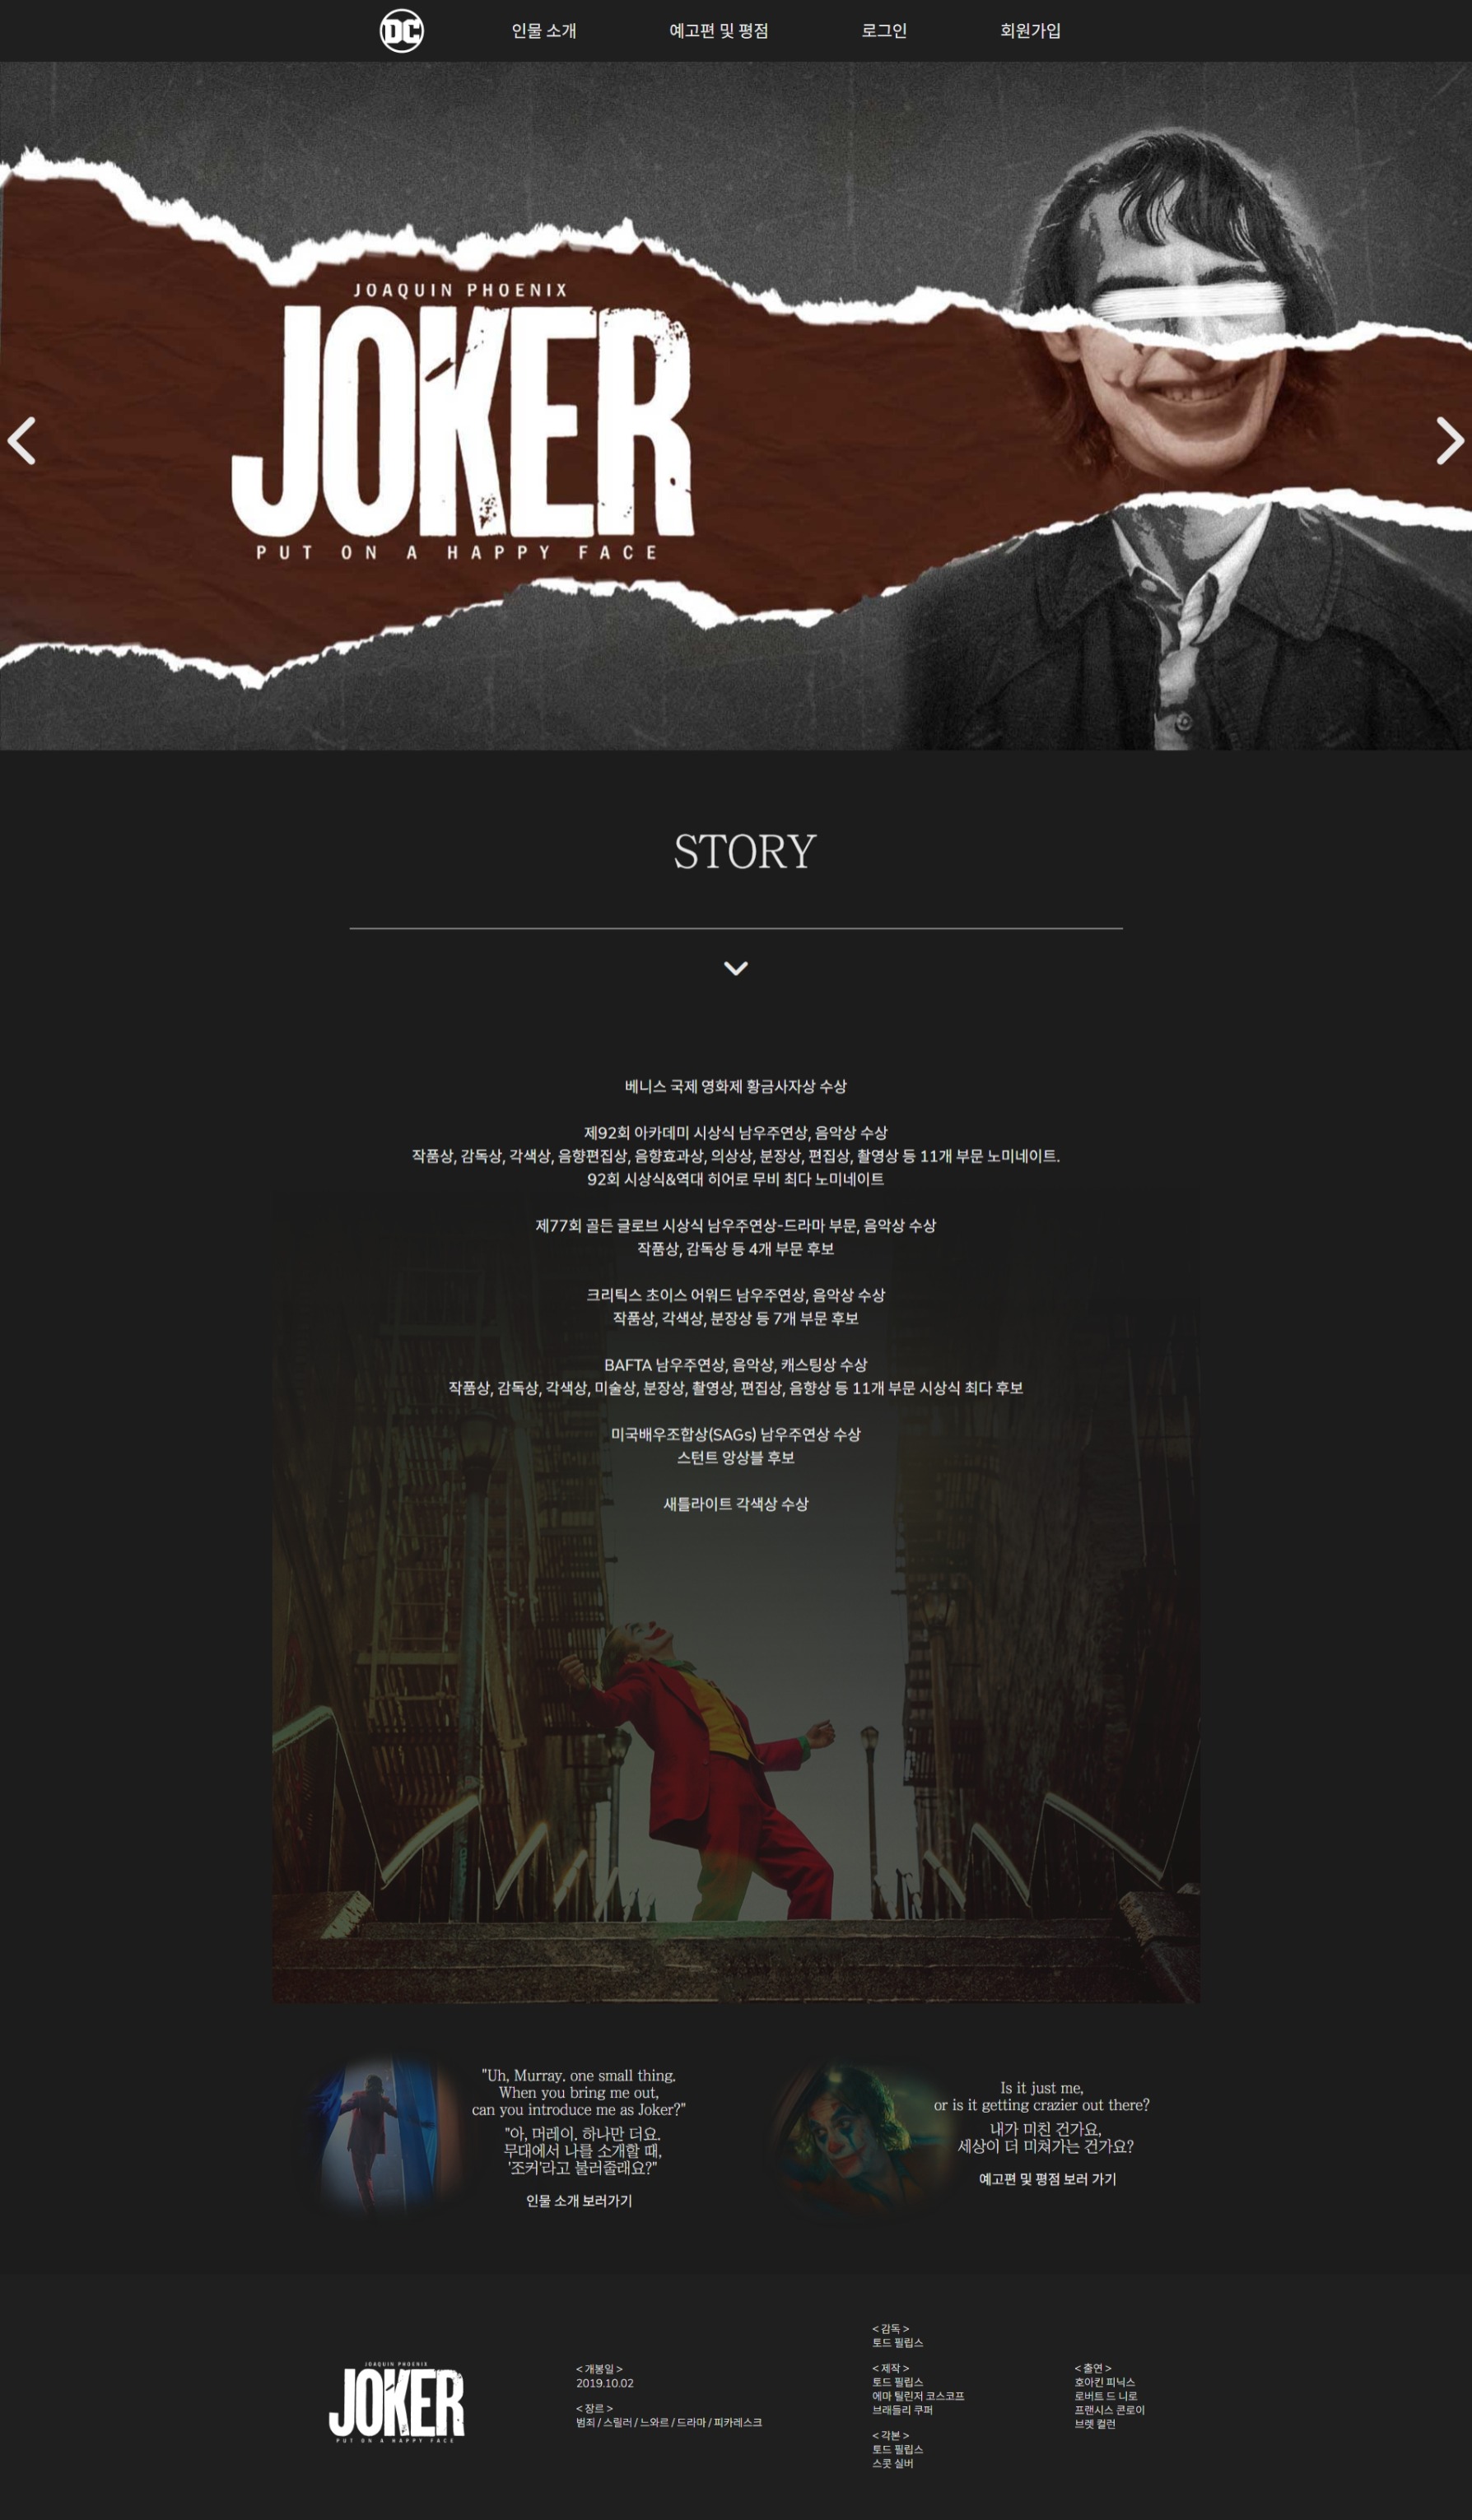 DC
인물 소개
예고편 및 평점
로그인
회원가입
JOAQUIN PHOENIX
JOKER
PUT ON A HAPPY FACE
STORY
베니스 국제 영화제 황금사자상 수상
제92회 아카데미 시상식 남우주연상, 음악상 수상
작품상, 감독상, 각색상, 음향편집상, 음향효과상, 의상상, 분장상, 편집상, 촬영상 등 11개 부문 노미네이트.
92회 시상식&역대 히어로 무비 최다 노미네이트
제77회 골든 글로브 시상식 남우주연상-드라마 부문, 음악상 수상
작품상, 감독상 등 4개 부문 후보
크리틱스 초이스 어워드 남우주연상, 음악상 수상
작품상, 각색상, 분장상 등 7개 부문 후보
BAFTA 남우주연상, 음악상, 캐스팅상 수상
작품상, 감독상, 각색상, 미술상, 분장상, 촬영상, 편집상, 음향상 등 11개 부문 시상식 최다 후보
미국배우조합상(SAGs) 남우주연상 수상
스턴트 앙상블 후보
새틀라이트 각색상 수상
"Uh, Murray. one small thing.
When you bring me out,
can you introduce me as Joker?"
"아, 머레이. 하나만 더요.
무대에서 나를 소개할 때,
'조커'라고 불러줄래요?"
인물 소개 보러가기
Is it just me,
or is it getting crazier out there?
내가 미친 건가요,
세상이 더 미쳐가는 건가요?
예고편 및 평점 보러 가기
JOAQUIN PHOENIX
JOKER
PUT ON A HAPPY FACE
< 개봉일 >
2019.10.02
< 장르 >
범죄 / 스릴러 / 느와르 / 드라마 / 피카레스크
< 감독 >
토드 필립스
< 제작 >
토드 필립스
에마 틸린저 코스코프
브래들리 쿠퍼
< 각본 >
토드 필립스
스콧 실버
< 출연 >
호아킨 피닉스
로버트 드 니로
프랜시스 콘로이
브렛 컬런